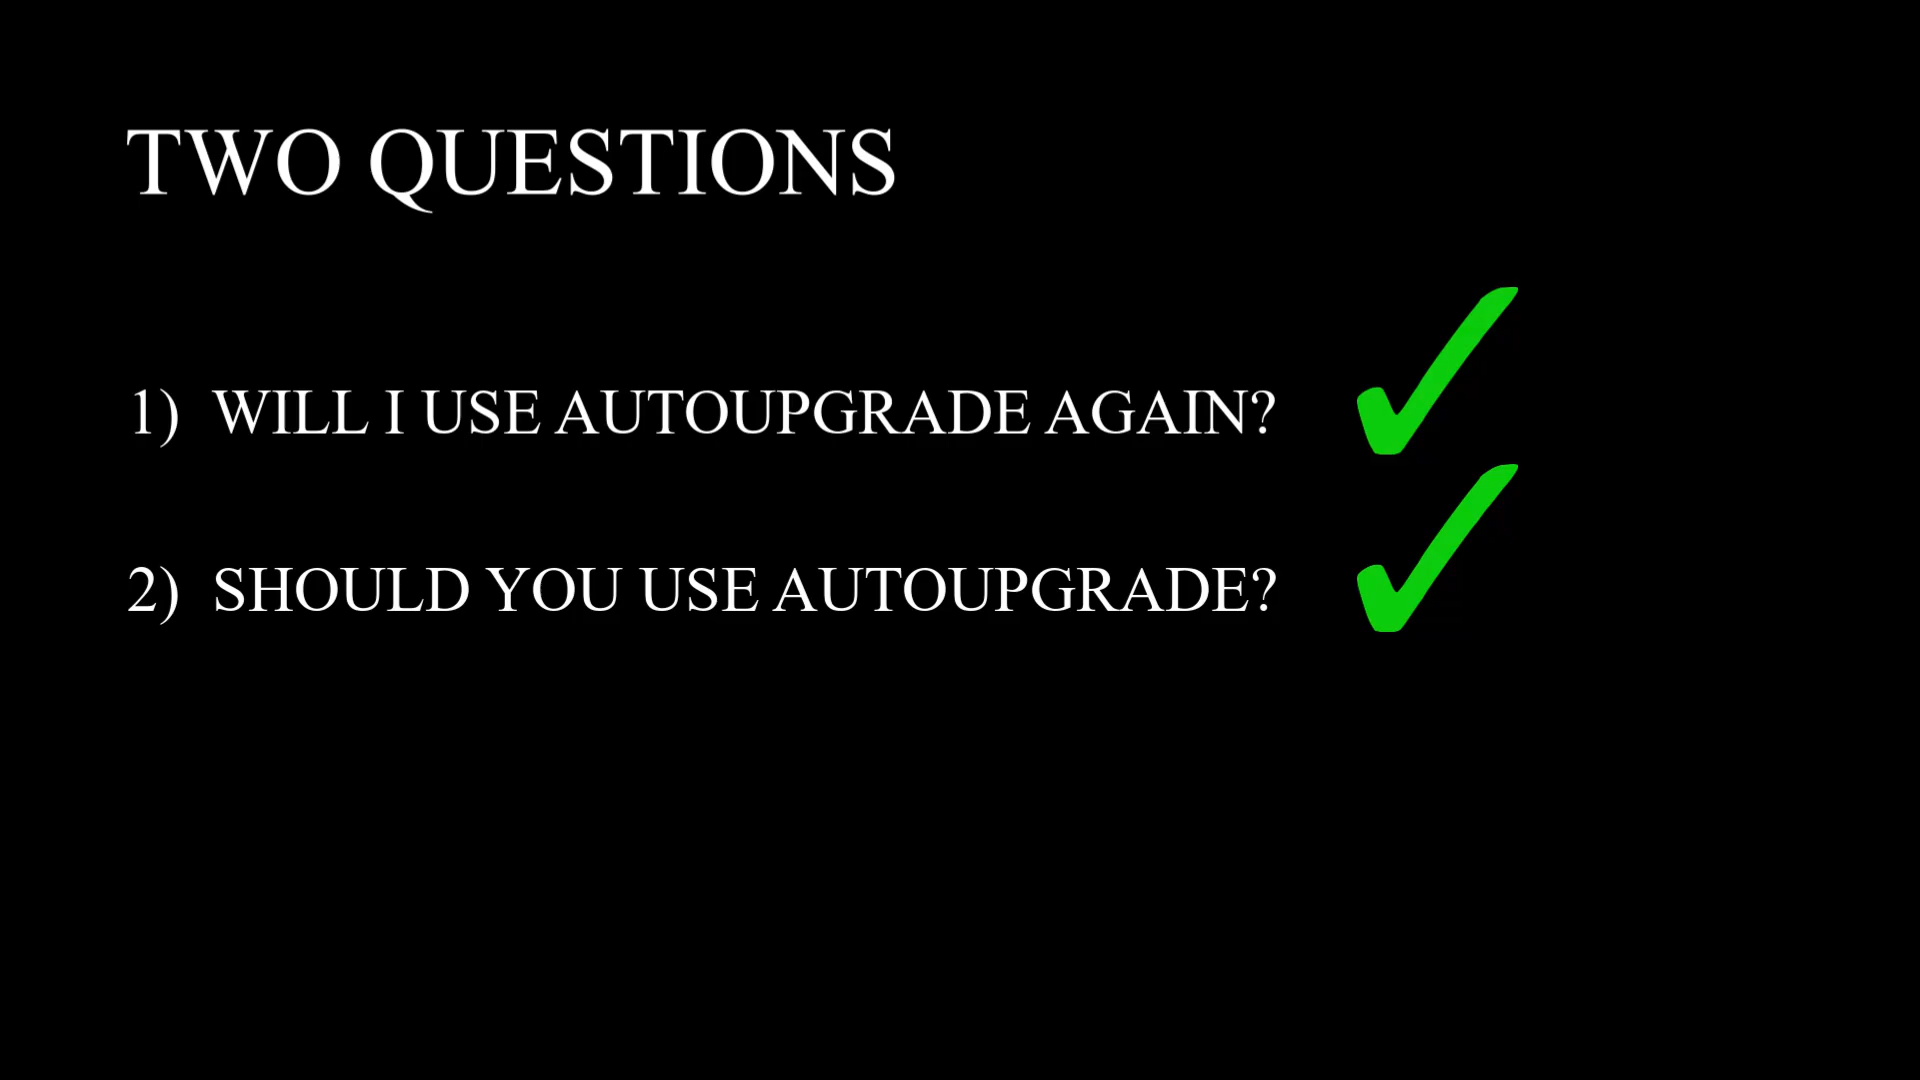 TWO QUESTIONS
1) WILL I USE AUTOUPGRADE AGAIN?
2) SHOULD YOU USE AUTOUPGRADE?